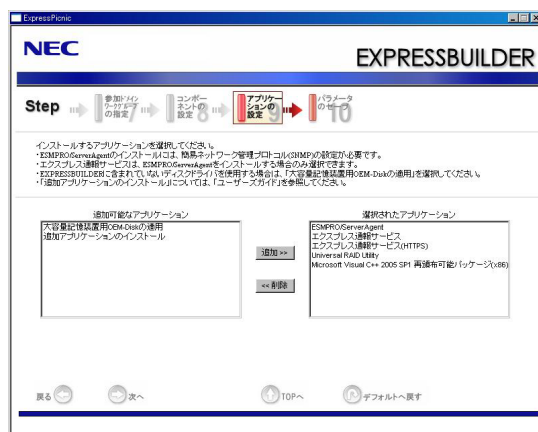 ExpressPicnic
NEC
EXPRESSBUILDER
Step
参加ドメイン
ワークグループ
の指定 7
コンポー
ネントの
設定 8
アプリケー
ションの
設定 9
パラメータ
のセーブ
10
インストールするアプリケーションを選択してください。
・ESMPRO/ServerAgentのインストールには、簡易ネットワーク管理プロトコル(SNMP)の設定が必要です。
・エクスプレス通報サービスは、ESMPRO/ServerAgentをインストールする場合のみ選択できます。
・EXPRESSBUILDERに含まれていないディスクドライバを使用する場合は、「大容量記憶装置用OEM-Diskの適用」を選択してください。
・「追加アプリケーションのインストール」については、「ユーザーズガイド」を参照してください。
追加可能なアプリケーション
選択されたアプリケーション
大容量記憶装置用OEM-Diskの適用
追加アプリケーションのインストール
追加 >>
<< 削除
ESMPRO/ServerAgent
エクスプレス通報サービス
エクスプレス通報サービス(HTTPS)
Universal RAID Utility
Microsoft Visual C++ 2005 SP1 再頒布可能パッケージ(x86)
戻る
次へ
TOPへ
デフォルトへ戻す